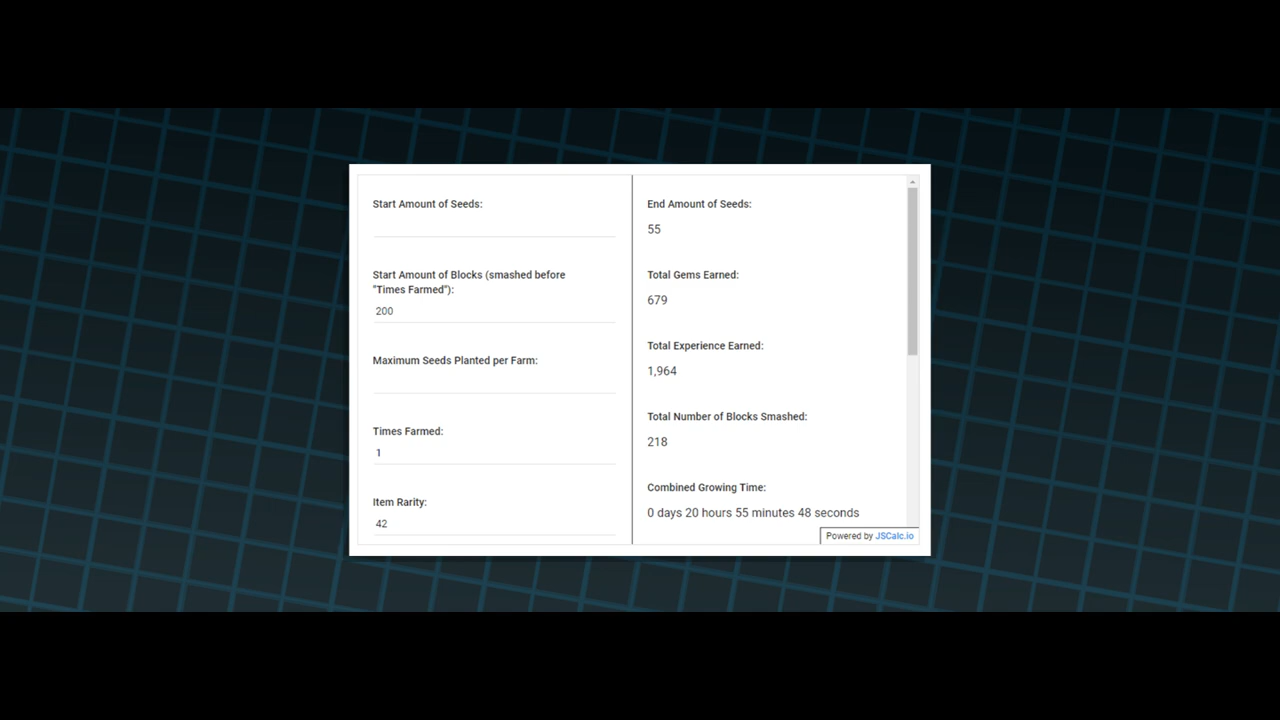 Start Amount of Seeds:
Start Amount of Blocks (smashed before
"Times Farmed"):
200
Maximum Seeds Planted per Farm:
Times Farmed:
1
Item Rarity:
42
End Amount of Seeds:
55
Total Gems Earned:
679
Total Experience Earned:
1,964
Total Number of Blocks Smashed:
218
Combined Growing Time:
0 days 20 hours 55 minutes 48 seconds
Powered by JSCalc.io